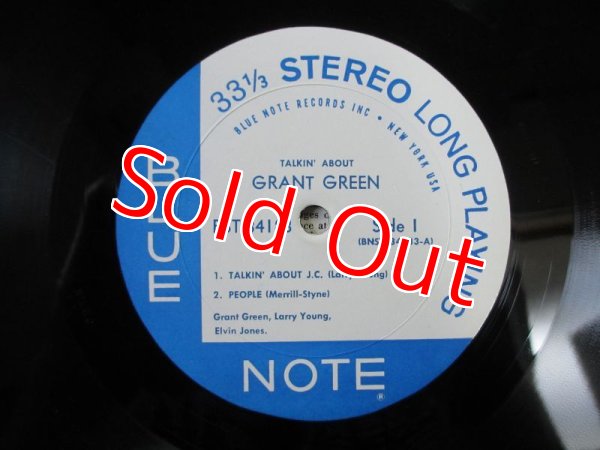 33⅓ STEREO LONG PLAYING
BLUE NOTE RECORDS INC • NEW YORK USA
TALKIN' ABOUT
GRANT GREEN
Side 1
1. TALKIN' ABOUT J.C.
2. PEOPLE (Merrill-Styne)
Grant Green, Larry Young,
Elvin Jones.
BLUE
NOTE
®
Sold Out